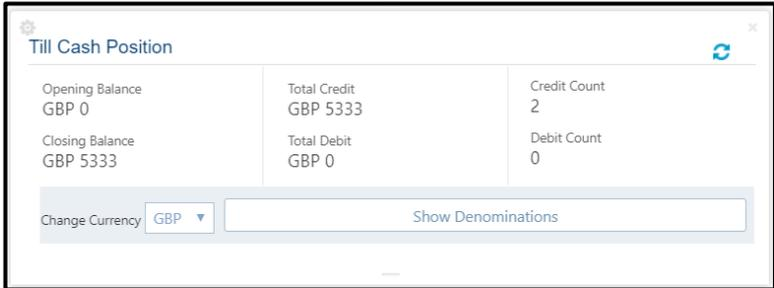 Till Cash Position
Opening Balance
GBP 0
Closing Balance
GBP 5333
Total Credit
GBP 5333
Total Debit
GBP 0
Credit Count
2
Debit Count
0
Change Currency GBP
Show Denominations